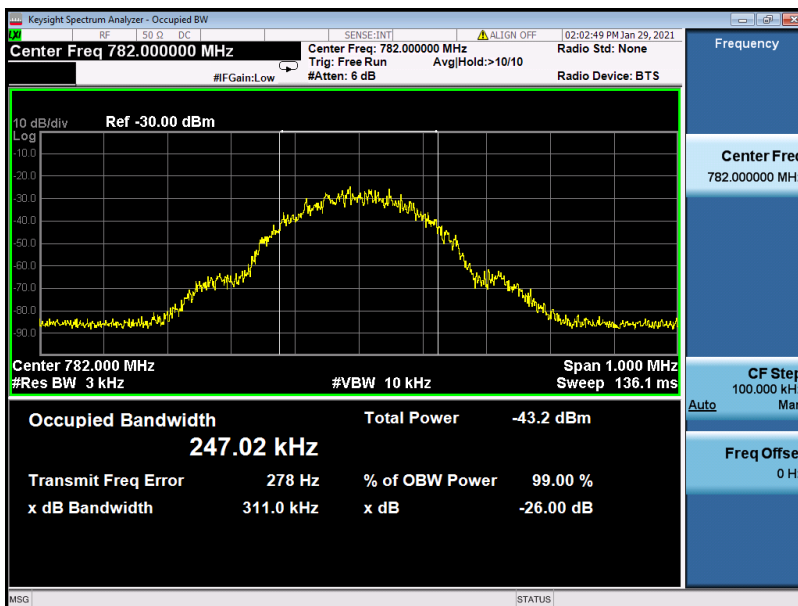 Keysight Spectrum Analyzer - Occupied BW
LXI RF 50 Ω DC SENSE:INT ALIGN OFF 02:02:49 PM Jan 29, 2021
Center Freq 782.000000 MHz
Center Freq: 782.000000 MHz Radio Std: None
Trig: Free Run Avg|Hold:>10/10
#IFGain:Low #Atten: 6 dB Radio Device: BTS
10 dB/div Ref -30.00 dBm
Log
-10.0
-20.0
-30.0
-40.0
-50.0
-60.0
-70.0
-80.0
-90.0
Center 782.000 MHz Span 1.000 MHz
#Res BW 3 kHz #VBW 10 kHz Sweep 136.1 ms
Occupied Bandwidth Total Power -43.2 dBm
247.02 kHz
Transmit Freq Error 278 Hz % of OBW Power 99.00 %
x dB Bandwidth 311.0 kHz x dB -26.00 dB
MSG STATUS
Frequency
Center Freq
782.000000 MH
CF Step
100.000 kH
Auto Man
Freq Offse
0 H